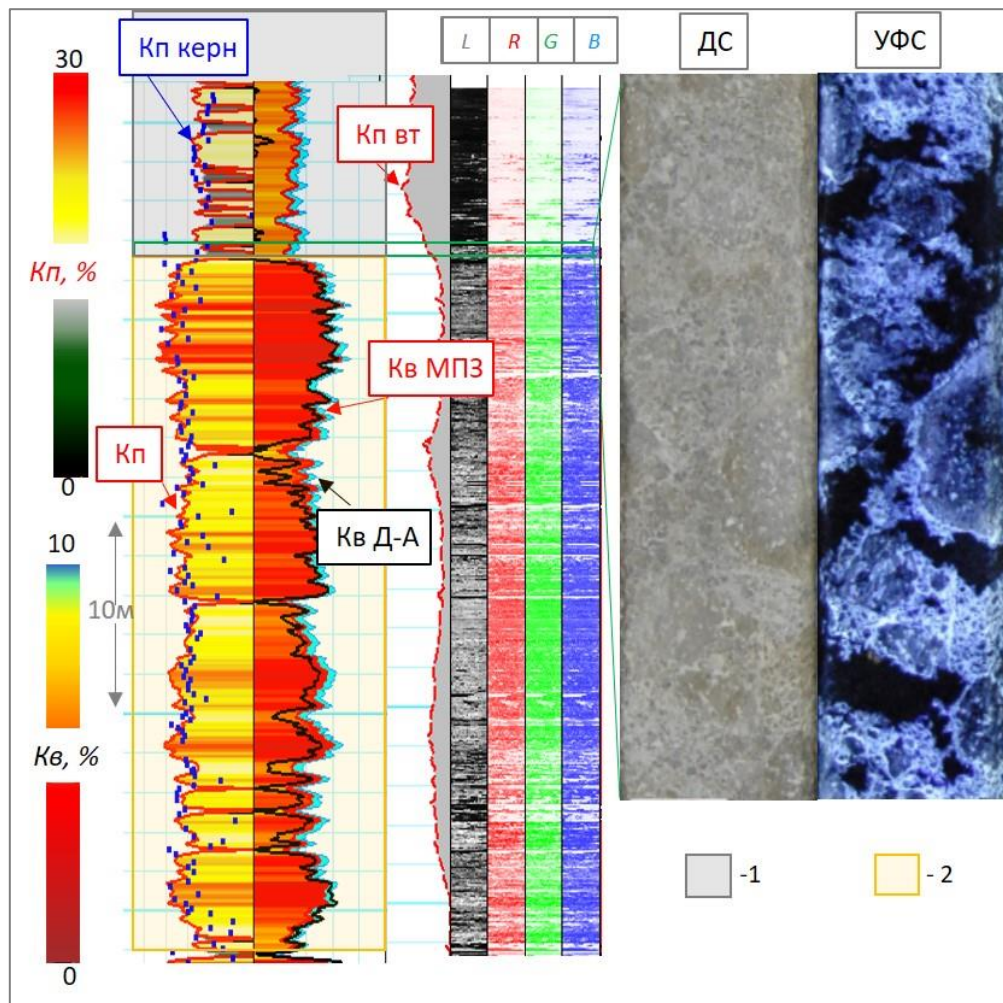 Кп керн
30
L R G B
ДС
УФС
Кп вт
Кп, %
Кв МПЗ
0
Кп
Кв Д-А
10
10м
Кв, %
0
-1
- 2